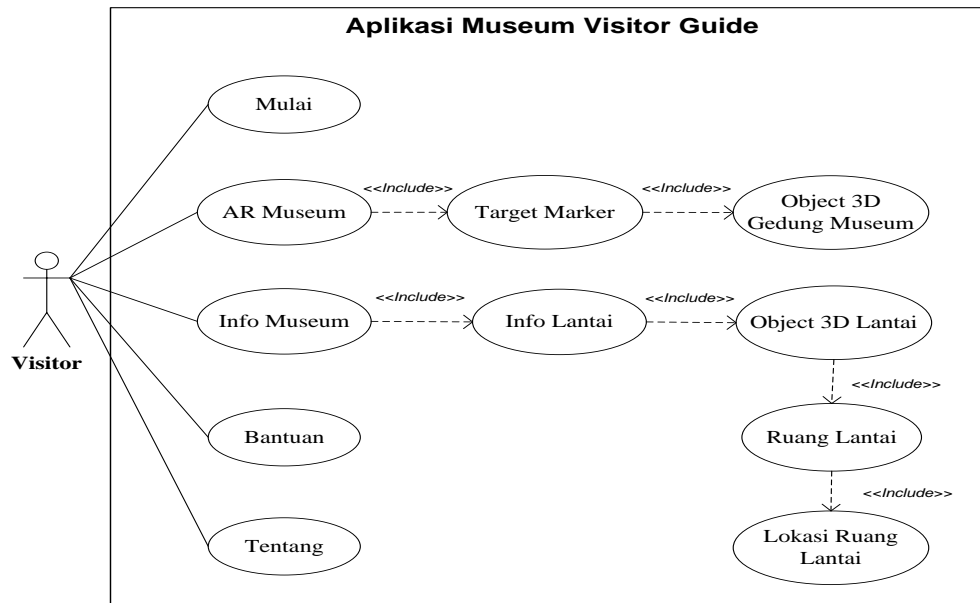 Aplikasi Museum Visitor Guide
Mulai
<<Include>>
<<Include>>
AR Museum
Target Marker
Object 3D
Gedung Museum
<<Include>>
<<Include>>
Info Museum
Info Lantai
Object 3D Lantai
Visitor
<<Include>>
Bantuan
Ruang Lantai
<<Include>>
Tentang
Lokasi Ruang
Lantai